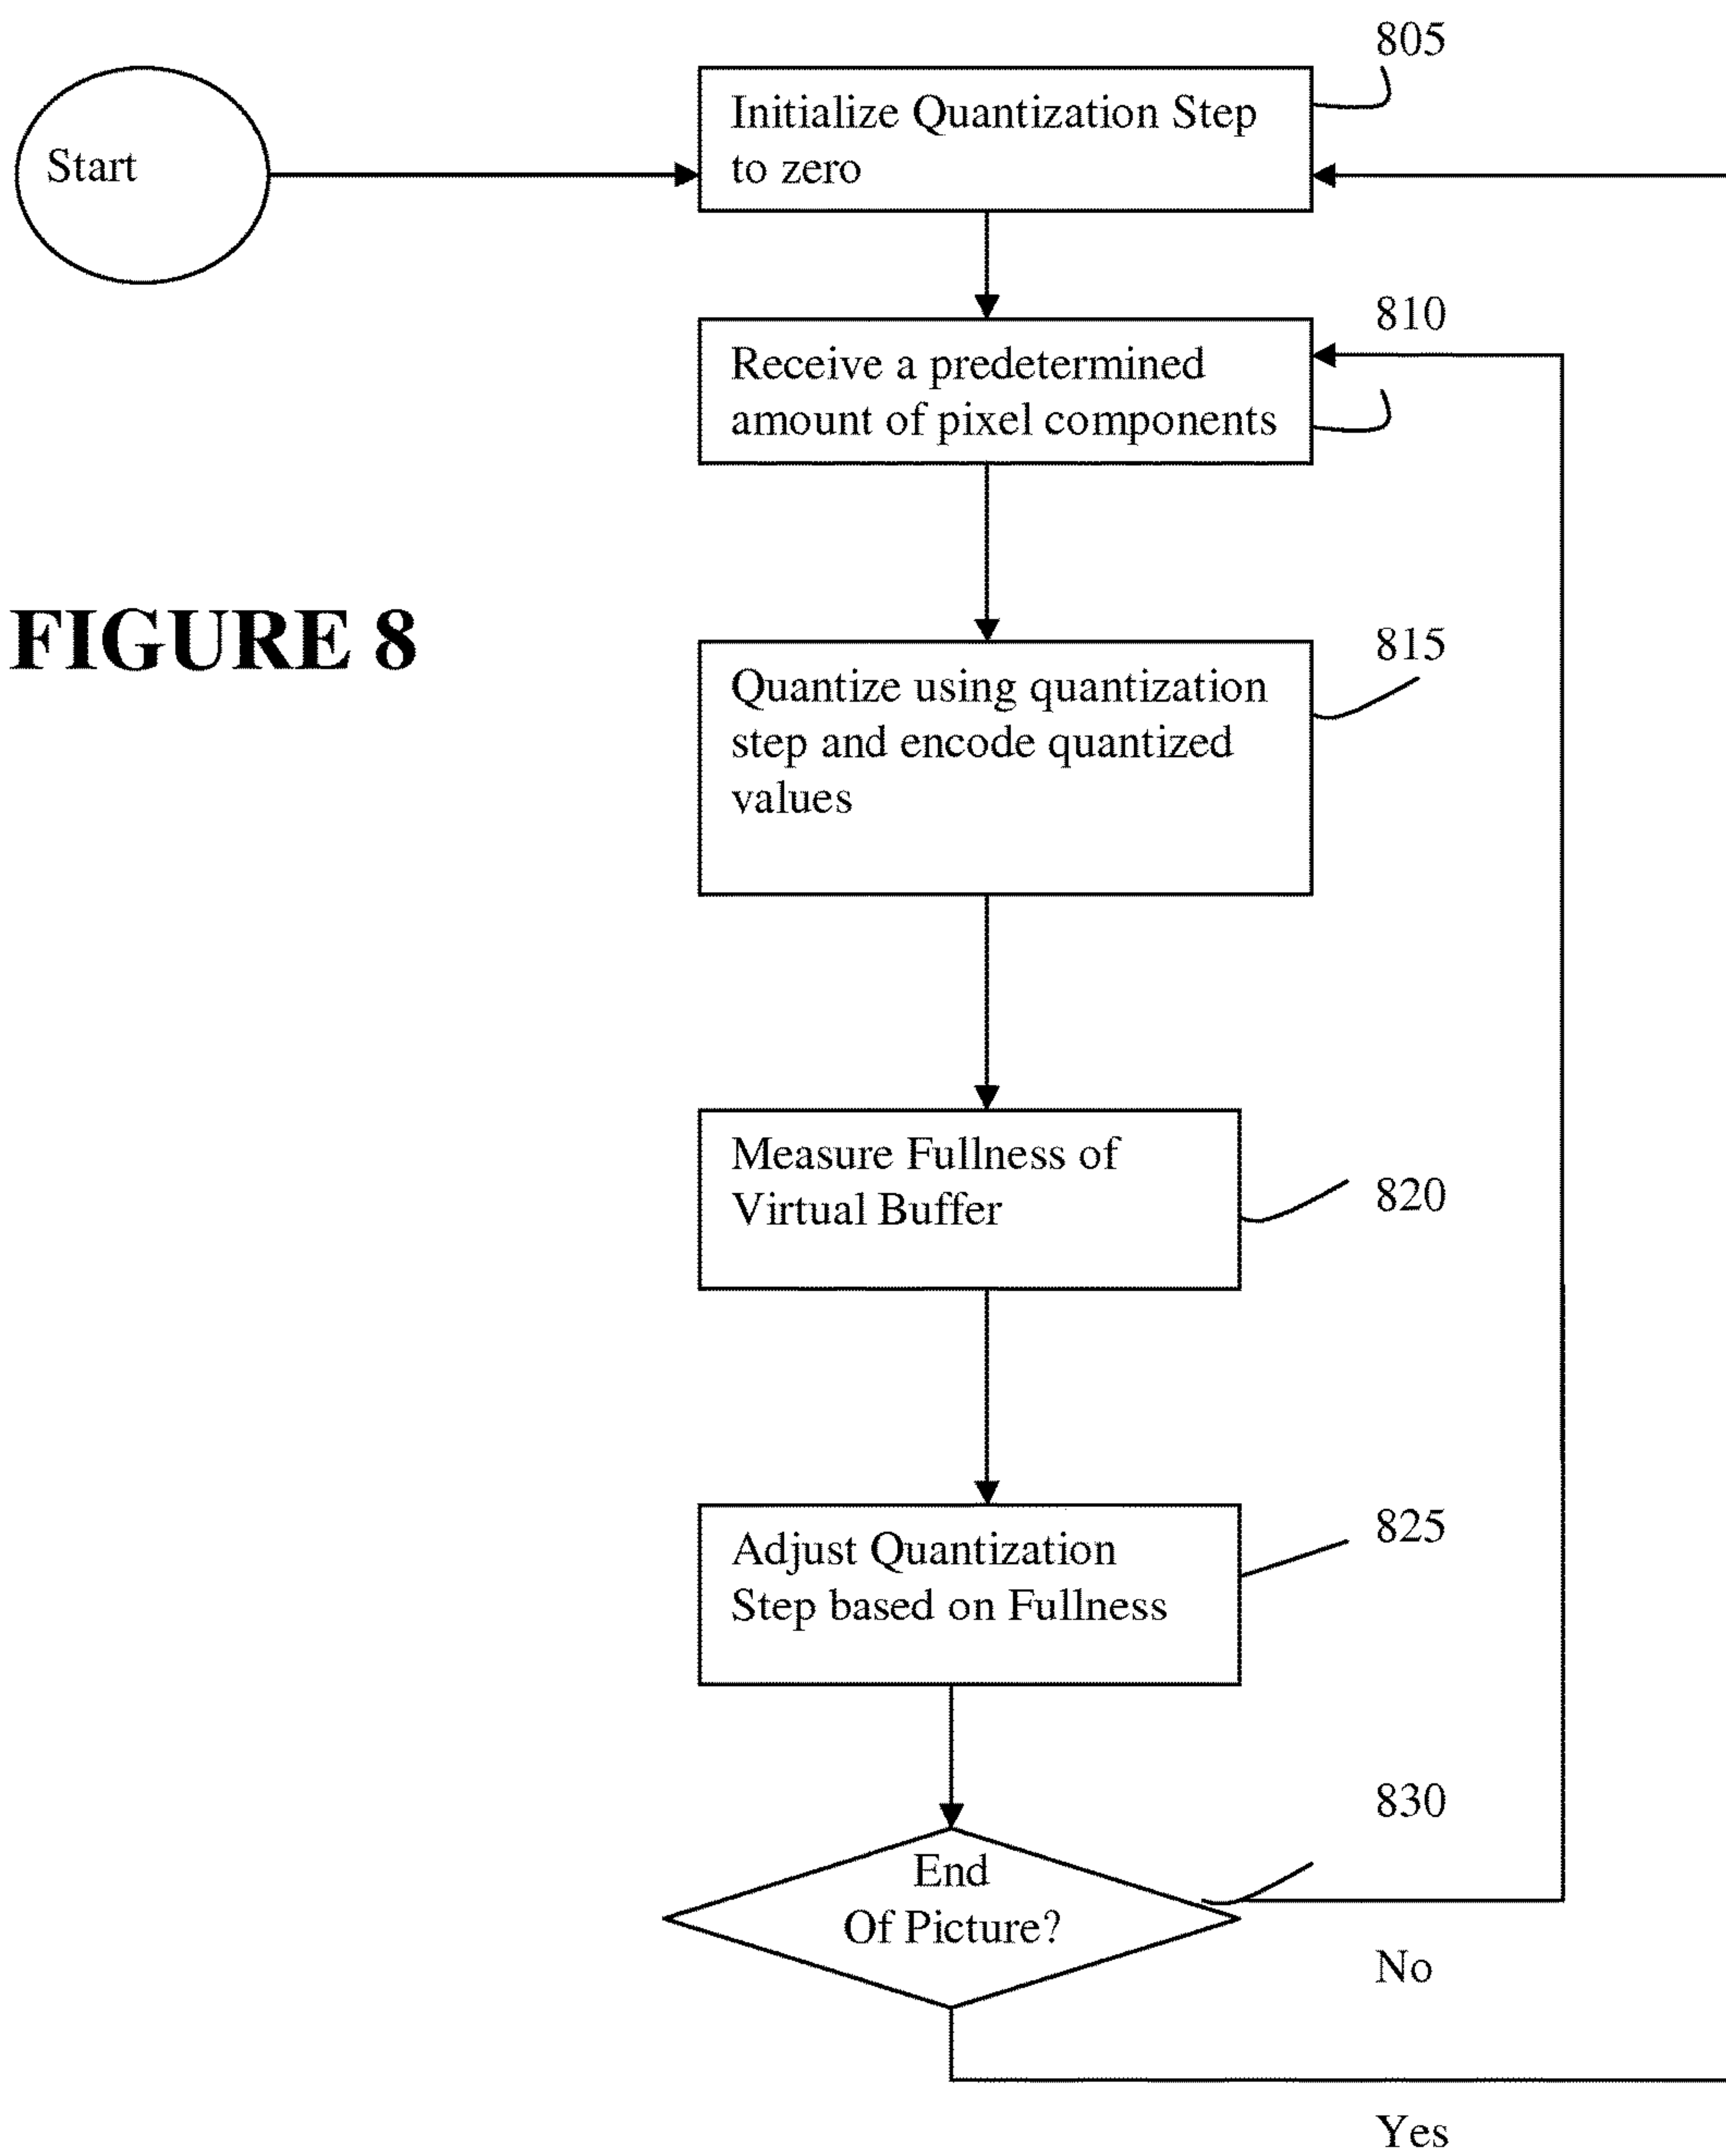 805
Start
Initialize Quantization Step
to zero
810
Receive a predetermined
amount of pixel components
FIGURE 8
815
Quantize using quantization
step and encode quantized
values
Measure Fullness of
Virtual Buffer
820
825
Adjust Quantization
Step based on Fullness
830
End
Of Picture?
No
Yes